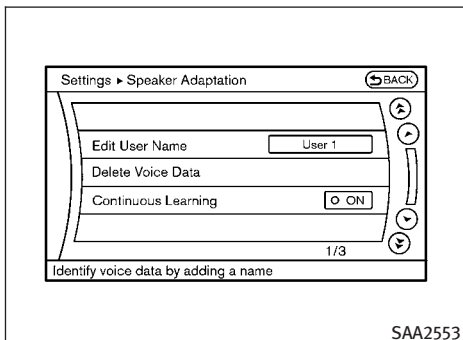 Settings ▸ Speaker Adaptation
BACK
Edit User Name
User 1
Delete Voice Data
Continuous Learning
ON
1/3
Identify voice data by adding a name
SAA2553